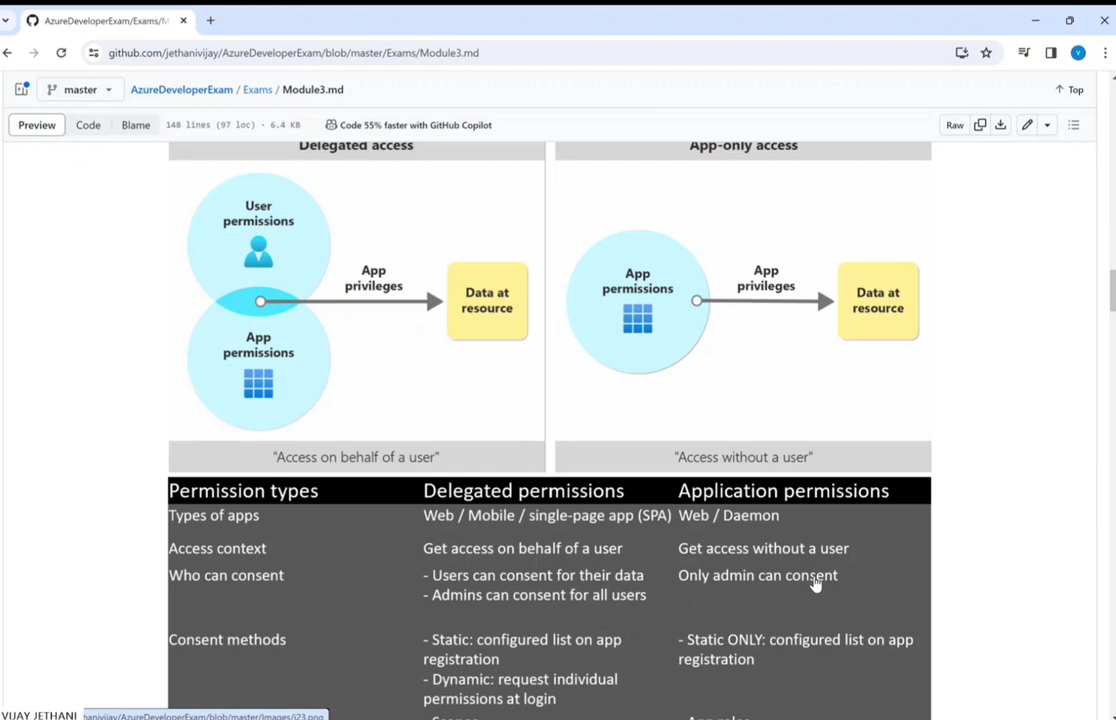 AzureDeveloperExam/Exams/M
github.com/jethanivijay/AzureDeveloperExam/blob/master/Exams/Module3.md
V
master
AzureDeveloperExam / Exams / Module3.md
Top
Preview
Code
Blame
148 lines (97 loc) · 6.4 KB
Code 55% faster with GitHub Copilot
Raw
Delegated access
App-only access
User
permissions
App
privileges
Data at
resource
App
permissions
"Access on behalf of a user"
App
permissions
App
privileges
Data at
resource
"Access without a user"
Permission types Delegated permissions Application permissions
Types of apps Web / Mobile / single-page app (SPA) Web / Daemon
Access context Get access on behalf of a user Get access without a user
Who can consent - Users can consent for their data Only admin can consent
- Admins can consent for all users
Consent methods - Static: configured list on app - Static ONLY: configured list on app
registration registration
- Dynamic: request individual
permissions at login
VIJAY JETHANI
hanivijay/AzureDeveloperExam/blob/master/Images/i23.png